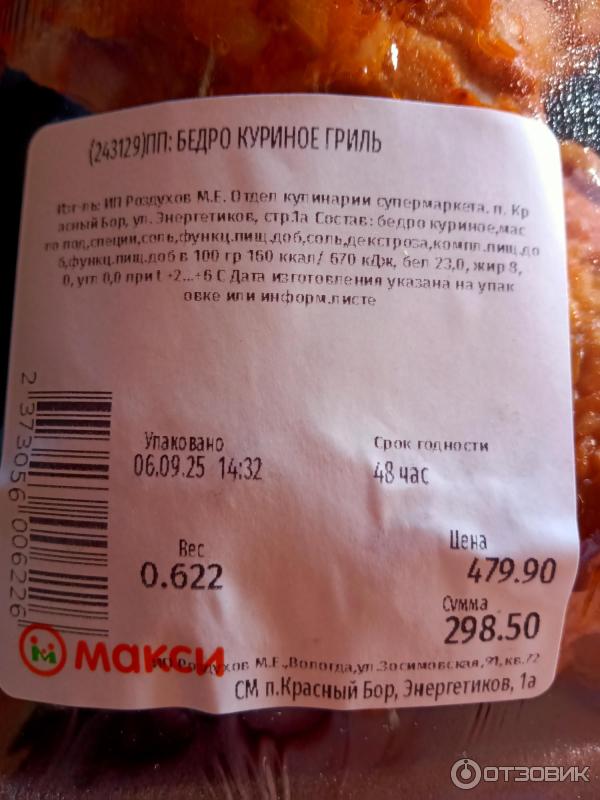 (243129)ПП: БЕДРО КУРИНОЕ ГРИЛЬ
Изг-ль: ИП Роздухов М.Е. Отдел кулинарии супермаркета. п. Кр
асный Бор, ул. Энергетиков, стр.1а Состав: бедро куриное,мас
ло под,специи,соль,функц.пищ.доб,соль,декстроза,компл.пищ.до
б,функц.пищ.доб в 100 гр 160 ккал/ 670 кДж, бел 23,0, жир 8,
0, угл 0,0 при t +2...+6 С Дата изготовления указана на упак
овке или информ.листе
Упаковано
06.09.25 14:32
Срок годности
48 час
Вес
0.622
Цена
479.90
Сумма
298.50
2 373056 006226
Макси
ИП Роздухов М.Е.,Вологда,ул.Зосимовская,91,кв.72
СМ п.Красный Бор, Энергетиков, 1а
ОТЗОВИК